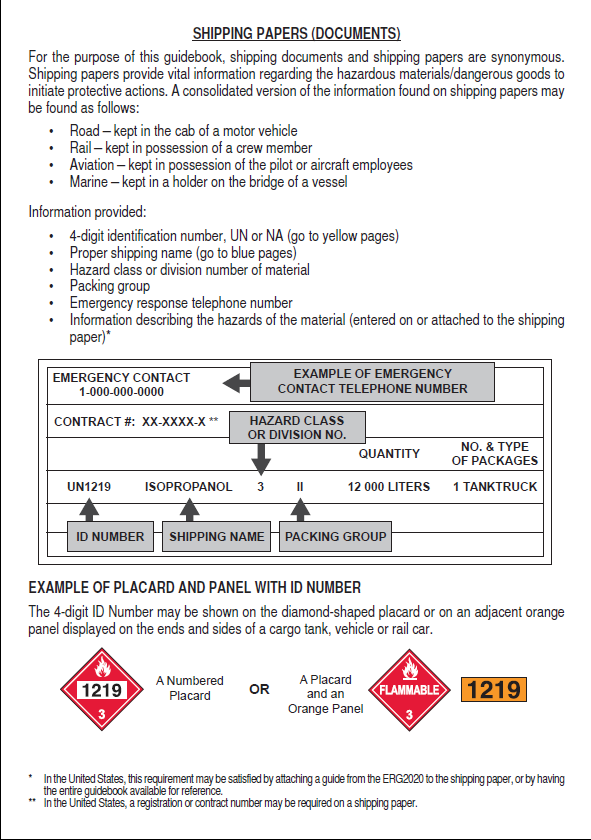 SHIPPING PAPERS (DOCUMENTS)
For the purpose of this guidebook, shipping documents and shipping papers are synonymous.
Shipping papers provide vital information regarding the hazardous materials/dangerous goods to
initiate protective actions. A consolidated version of the information found on shipping papers may
be found as follows:
• Road – kept in the cab of a motor vehicle
• Rail – kept in possession of a crew member
• Aviation – kept in possession of the pilot or aircraft employees
• Marine – kept in a holder on the bridge of a vessel
Information provided:
• 4-digit identification number, UN or NA (go to yellow pages)
• Proper shipping name (go to blue pages)
• Hazard class or division number of material
• Packing group
• Emergency response telephone number
• Information describing the hazards of the material (entered on or attached to the shipping
paper)*
EMERGENCY CONTACT
1-000-000-0000
EXAMPLE OF EMERGENCY
CONTACT TELEPHONE NUMBER
CONTRACT #: XX-XXXX-X **
HAZARD CLASS
OR DIVISION NO.
QUANTITY
NO. & TYPE
OF PACKAGES
UN1219 ISOPROPANOL 3 II 12 000 LITERS 1 TANKTRUCK
ID NUMBER SHIPPING NAME PACKING GROUP
EXAMPLE OF PLACARD AND PANEL WITH ID NUMBER
The 4-digit ID Number may be shown on the diamond-shaped placard or on an adjacent orange
panel displayed on the ends and sides of a cargo tank, vehicle or rail car.
1219
3
A Numbered
Placard
OR
A Placard
and an
Orange Panel
FLAMMABLE
3
1219
* In the United States, this requirement may be satisfied by attaching a guide from the ERG2020 to the shipping paper, or by having
the entire guidebook available for reference.
** In the United States, a registration or contract number may be required on a shipping paper.